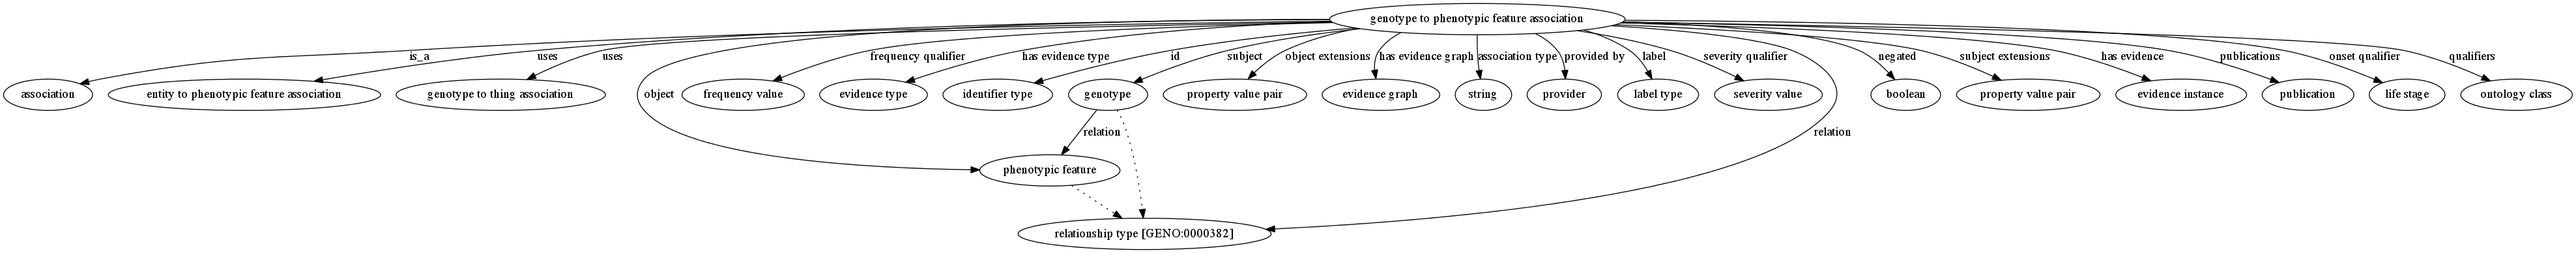 genotype to phenotypic feature association
is_a
uses
uses
frequency qualifier
has evidence type
id
subject
object extensions
has evidence graph
association type
provided by
label
severity qualifier
negated
subject extensions
has evidence
publications
onset qualifier
qualifiers
association
entity to phenotypic feature association
genotype to thing association
object
frequency value
evidence type
identifier type
genotype
property value pair
evidence graph
string
provider
label type
severity value
boolean
property value pair
evidence instance
publication
life stage
ontology class
relation
relation
phenotypic feature
relationship type [GENO:0000382]